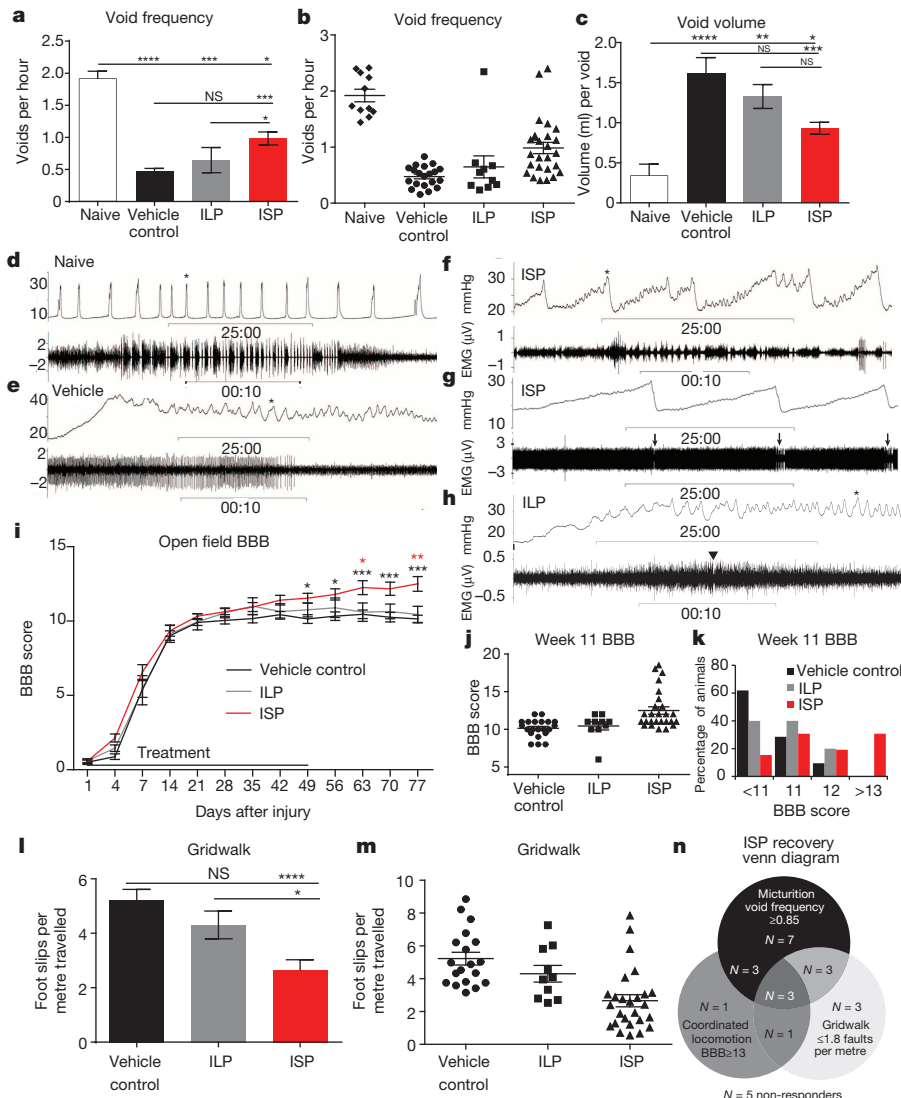 a
Void frequency
Voids per hour
2.5
2.0
1.5
1.0
0.5
0
****
***
*
NS
***
*
Naive
Vehicle control
ILP
ISP
b
Void frequency
Voids per hour
3
2
1
0
Naive
Vehicle control
ILP
ISP
c
Void volume
Volume (ml) per void
2.0
1.5
1.0
0.5
0
****
**
*
NS
***
NS
Naive
Vehicle control
ILP
ISP
d
Naive
*
30
10
25:00
2
−2
00:10
e
Vehicle
*
40
20
25:00
2
−2
00:10
f
ISP
*
30
20
mmHg
25:00
EMG (µV)
1
−1
00:10
g
ISP
30
mmHg
25:00
EMG (µV)
3
−3
25:00
h
ILP
*
30
mmHg
25:00
EMG (µV)
0.5
−0.5
00:10
i
Open field BBB
BBB score
15
10
5
0
*
*
*
***
***
**
***
Vehicle control
ILP
ISP
Treatment
1 4 7 14 21 28 35 42 49 56 63 70 77
Days after injury
j
Week 11 BBB
BBB score
20
15
10
5
Vehicle control
ILP
ISP
k
Week 11 BBB
Percentage of animals
80
60
40
20
0
Vehicle control
ILP
ISP
<11 11 12 >13
BBB score
l
Gridwalk
Foot slips per
metre travelled
6
4
2
0
NS
****
*
Vehicle
control
ILP
ISP
m
Gridwalk
Foot slips per
metre travelled
10
8
6
4
2
0
Vehicle
control
ILP
ISP
n
ISP recovery
venn diagram
Micturition
void frequency
≥0.85
N = 7
N = 3
N = 3
N = 3
N = 1
N = 3
N = 1
Coordinated
locomotion
BBB≥13
Gridwalk
≤1.8 faults
per metre
N = 5 non-responders